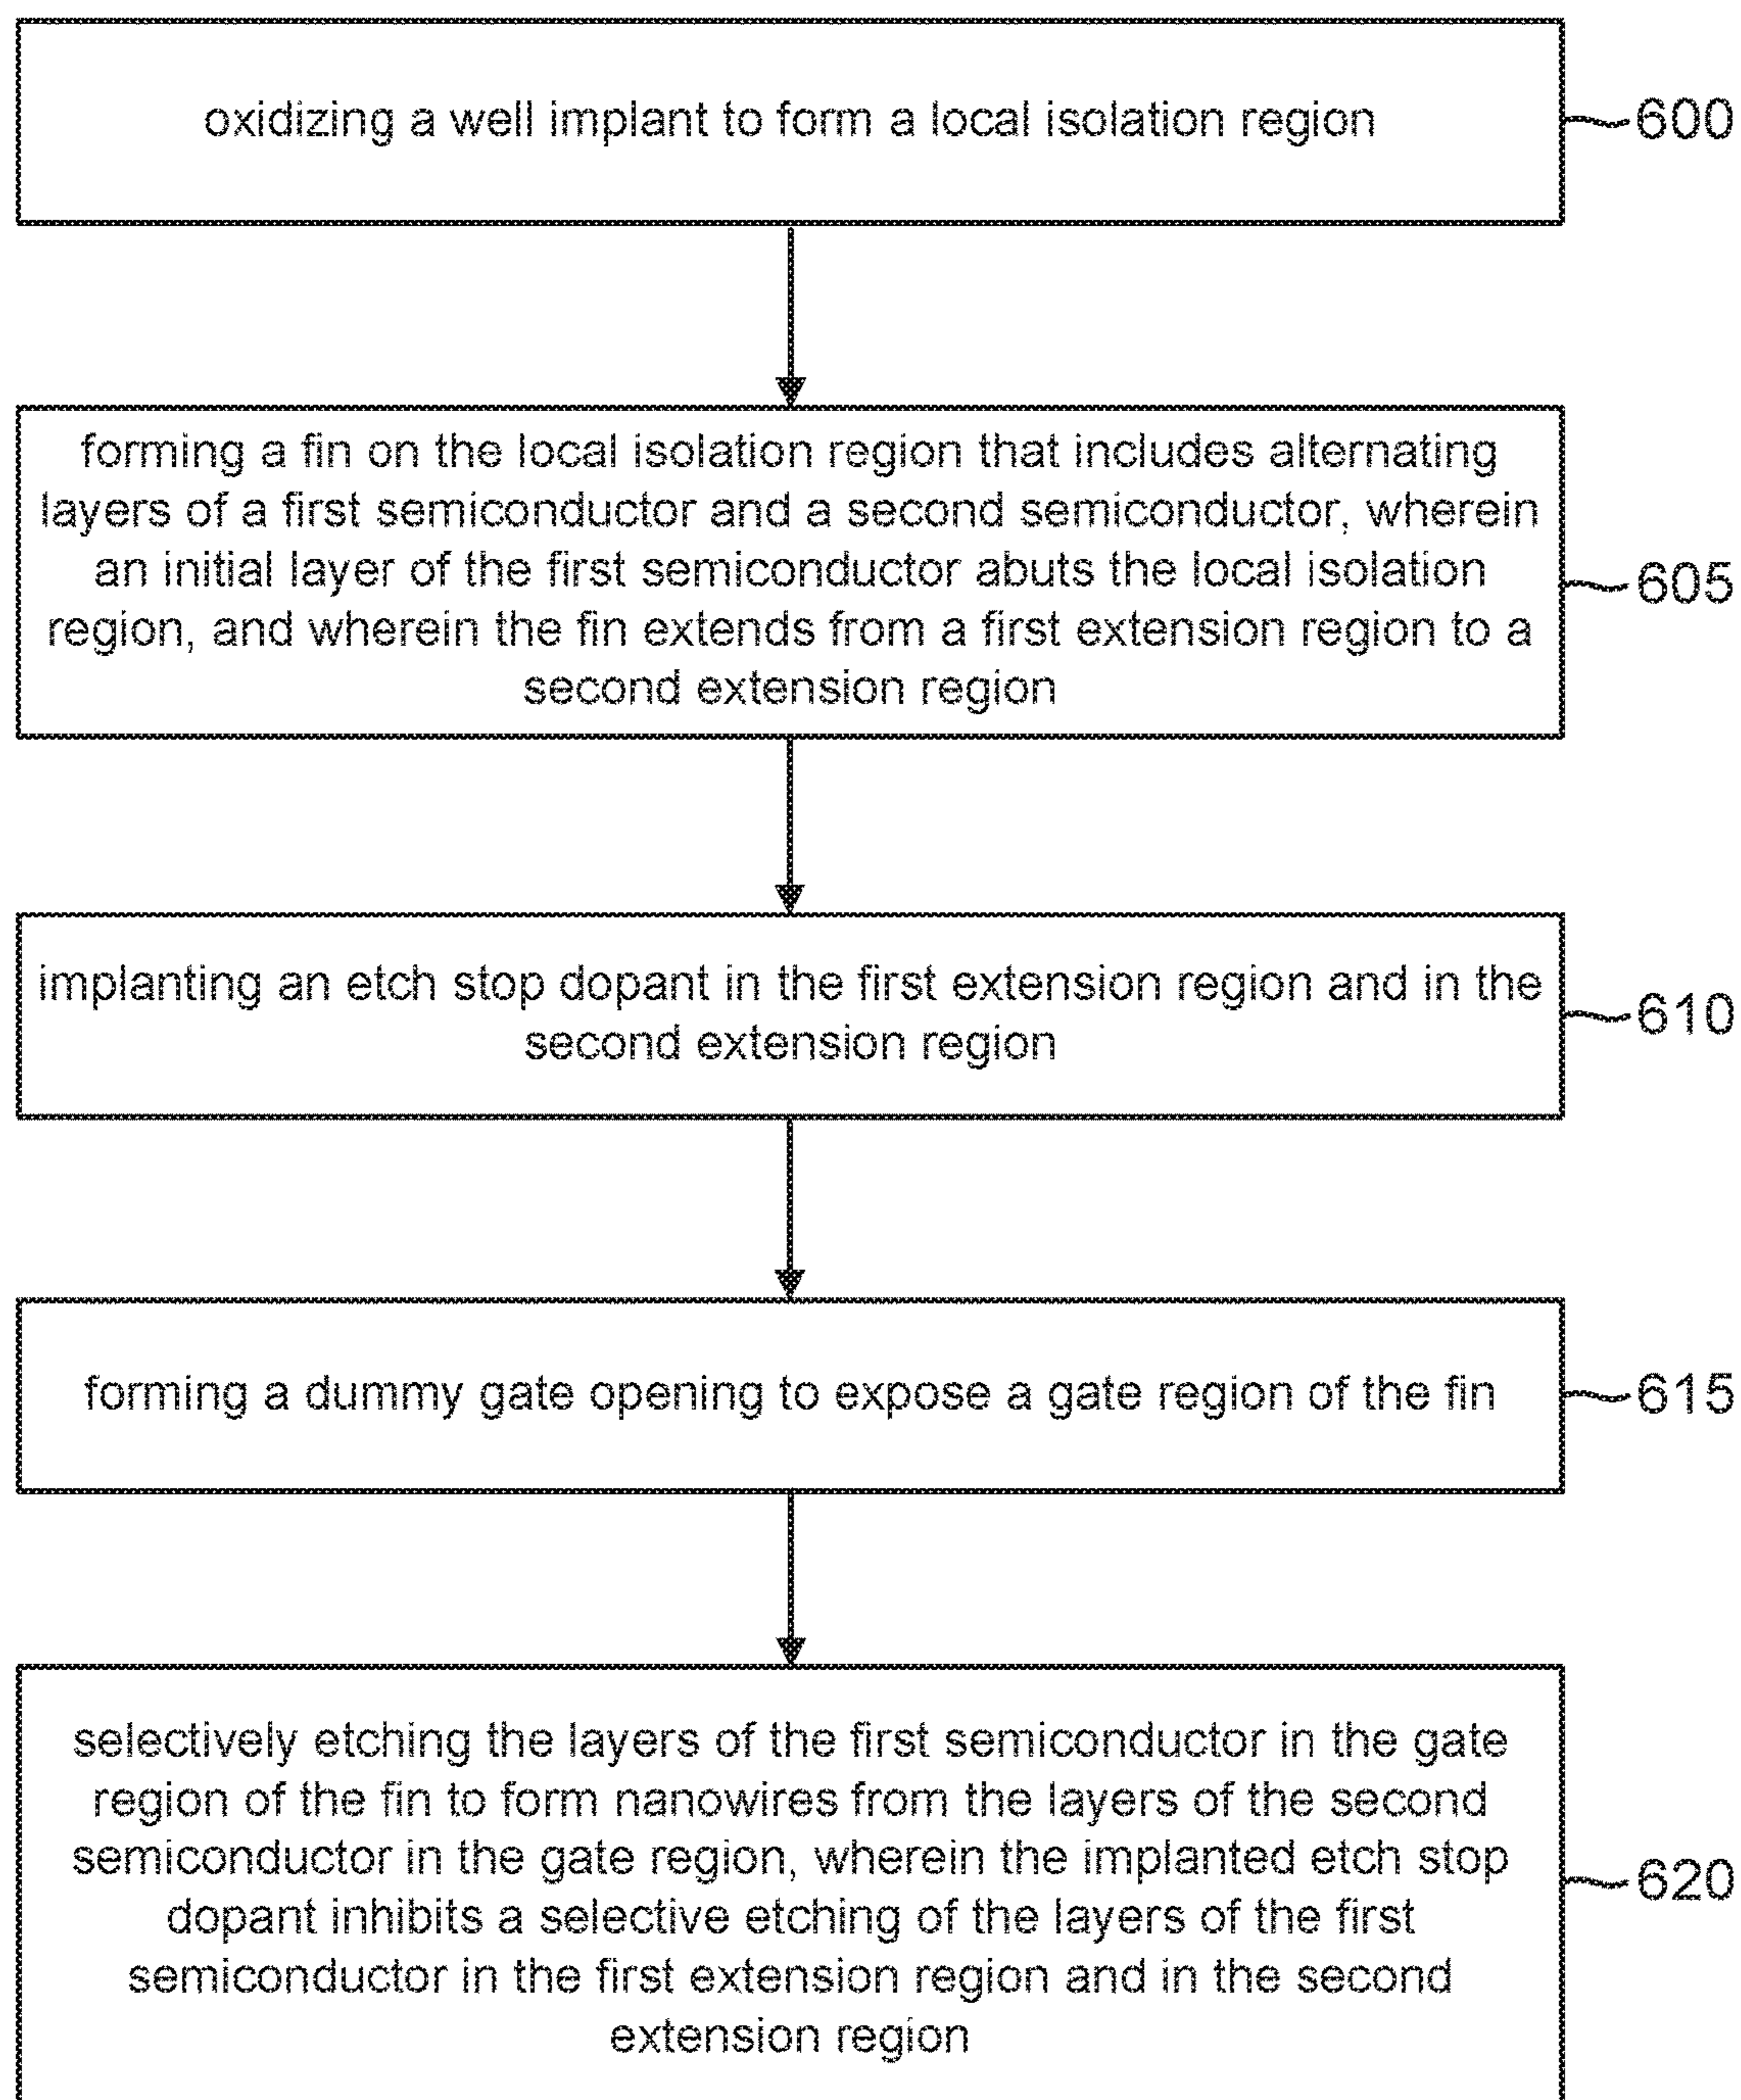 oxidizing a well implant to form a local isolation region
600
forming a fin on the local isolation region that includes alternating
layers of a first semiconductor and a second semiconductor, wherein
an initial layer of the first semiconductor abuts the local isolation
region, and wherein the fin extends from a first extension region to a
second extension region
605
implanting an etch stop dopant in the first extension region and in the
second extension region
610
forming a dummy gate opening to expose a gate region of the fin
615
selectively etching the layers of the first semiconductor in the gate
region of the fin to form nanowires from the layers of the second
semiconductor in the gate region, wherein the implanted etch stop
dopant inhibits a selective etching of the layers of the first
semiconductor in the first extension region and in the second
extension region
620